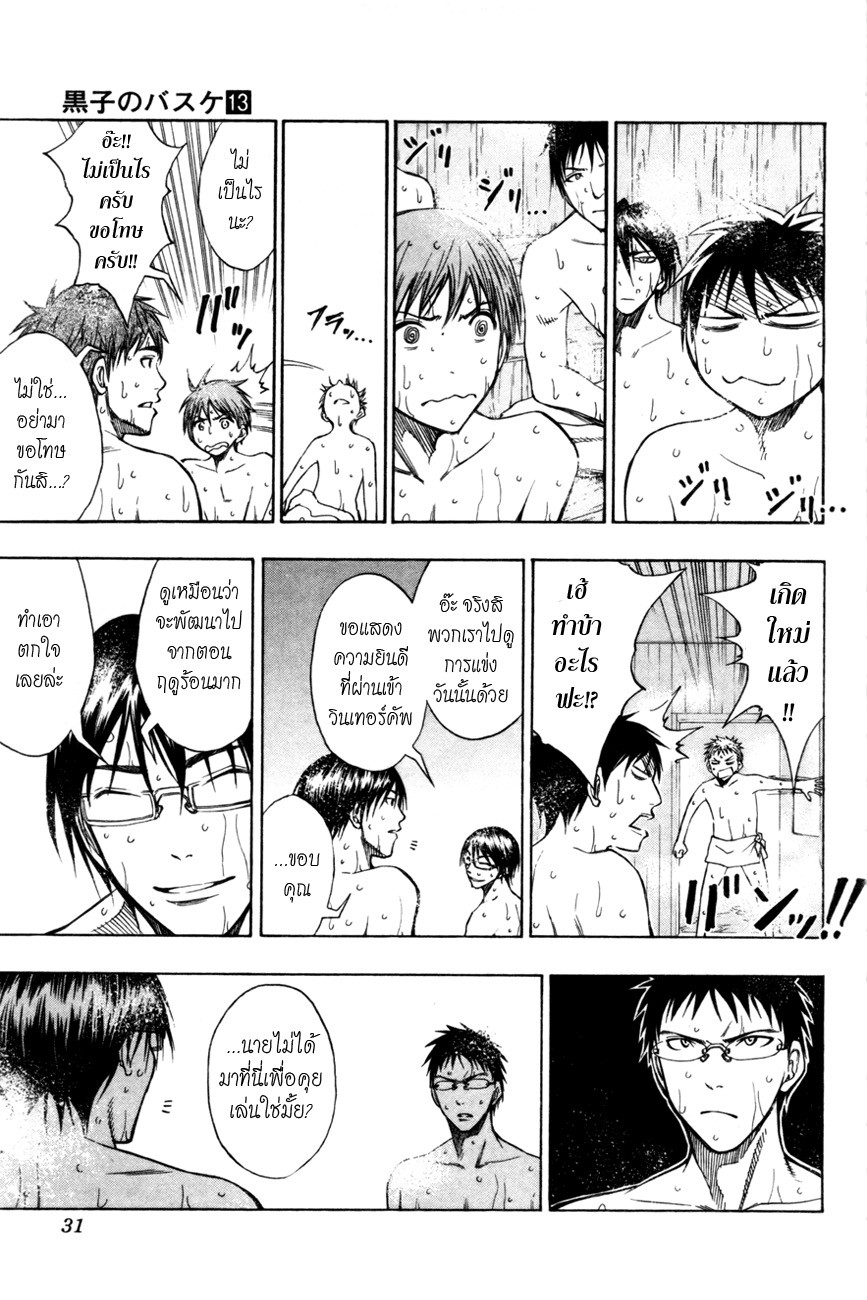 黒子のバスケ13
ไม่
เป็นไร
นะ?
อ๊ะ!!
ไม่เป็นไร
ครับ
ขอโทษ
ครับ!!
ไม่ใช่...
อย่ามา
ขอโทษ
กันสิ...?
เกิด
ใหม่
แล้ว
!!
เฮ้
ทำบ้า
อะไร
ฟะ!?
อ๊ะ จริงสิ
พวกเราไปดู
การแข่ง
วันนั้นด้วย
ขอแสดง
ความยินดี
ที่ผ่านเข้า
วินเทอร์คัพ
...ขอบ
คุณ
ดูเหมือนว่า
จะพัฒนาไป
จากตอน
ฤดูร้อนมาก
ทำเอา
ตกใจ
เลยล่ะ
...นายไม่ได้
มาที่นี่เพื่อคุย
เล่นใช่มั้ย?
31